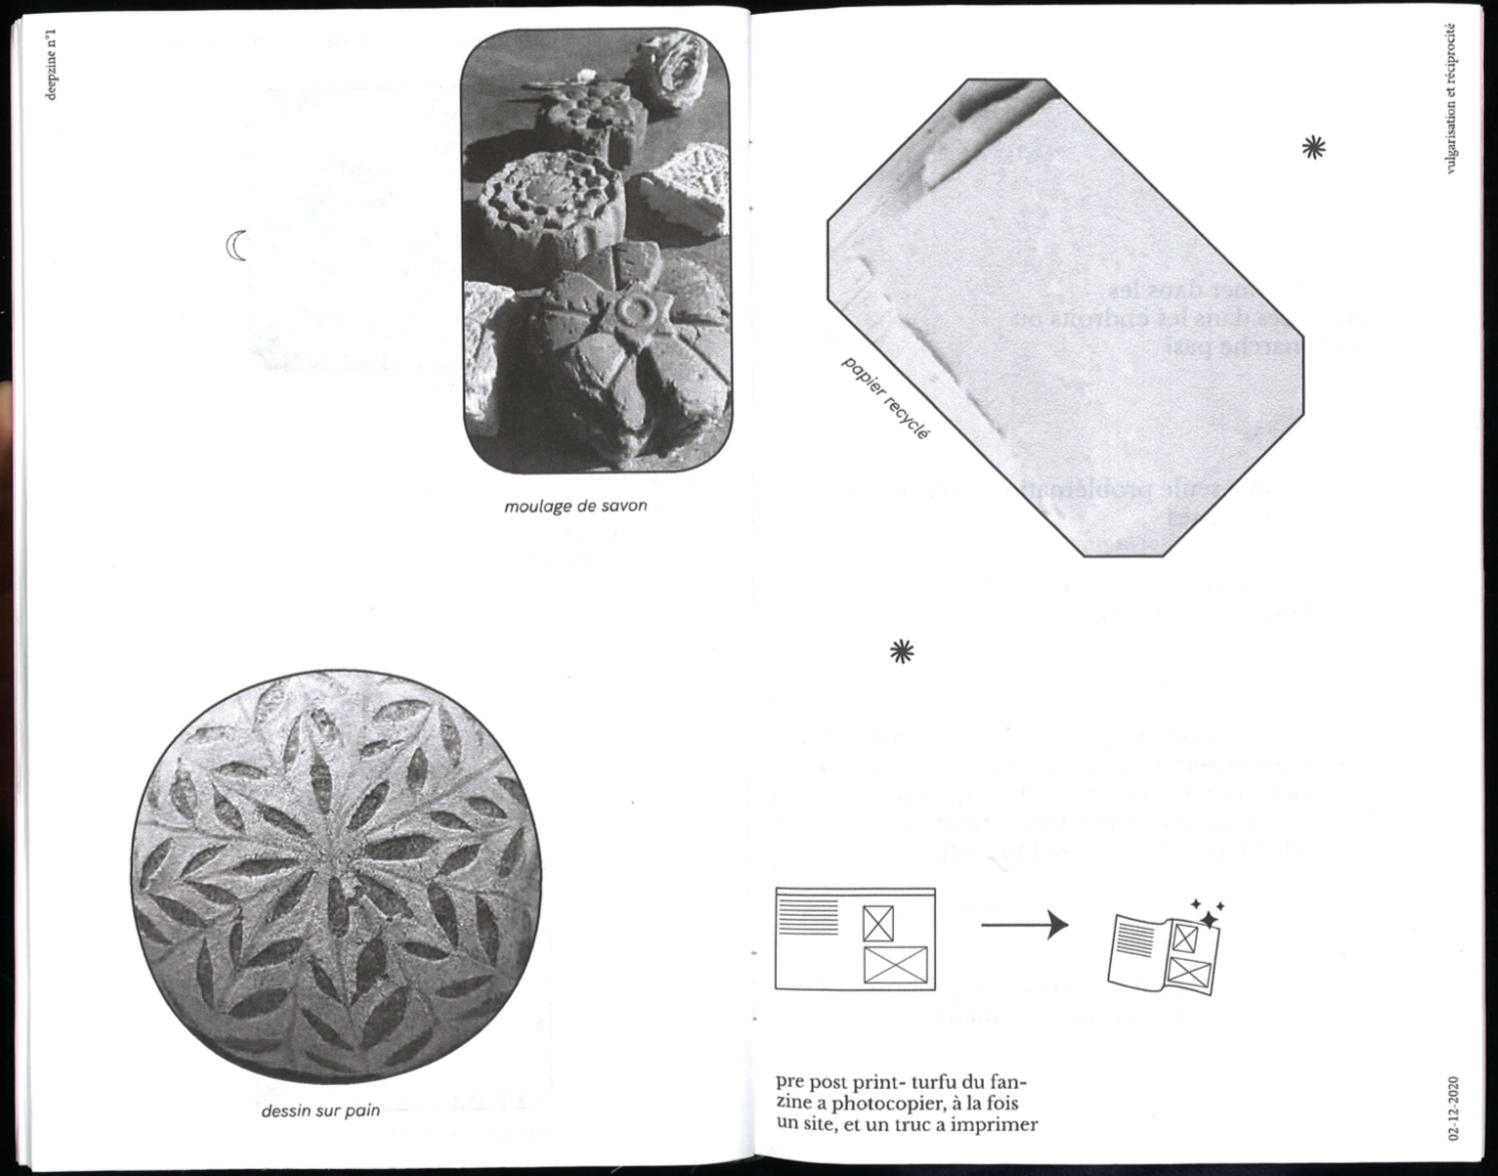 deepzine n°1
moulage de savon
dessin sur pain
vulgarisation et réciprocité
papier recyclé
pre post print- turfu du fan-
zine a photocopier, à la fois
un site, et un truc a imprimer
02-12-2020